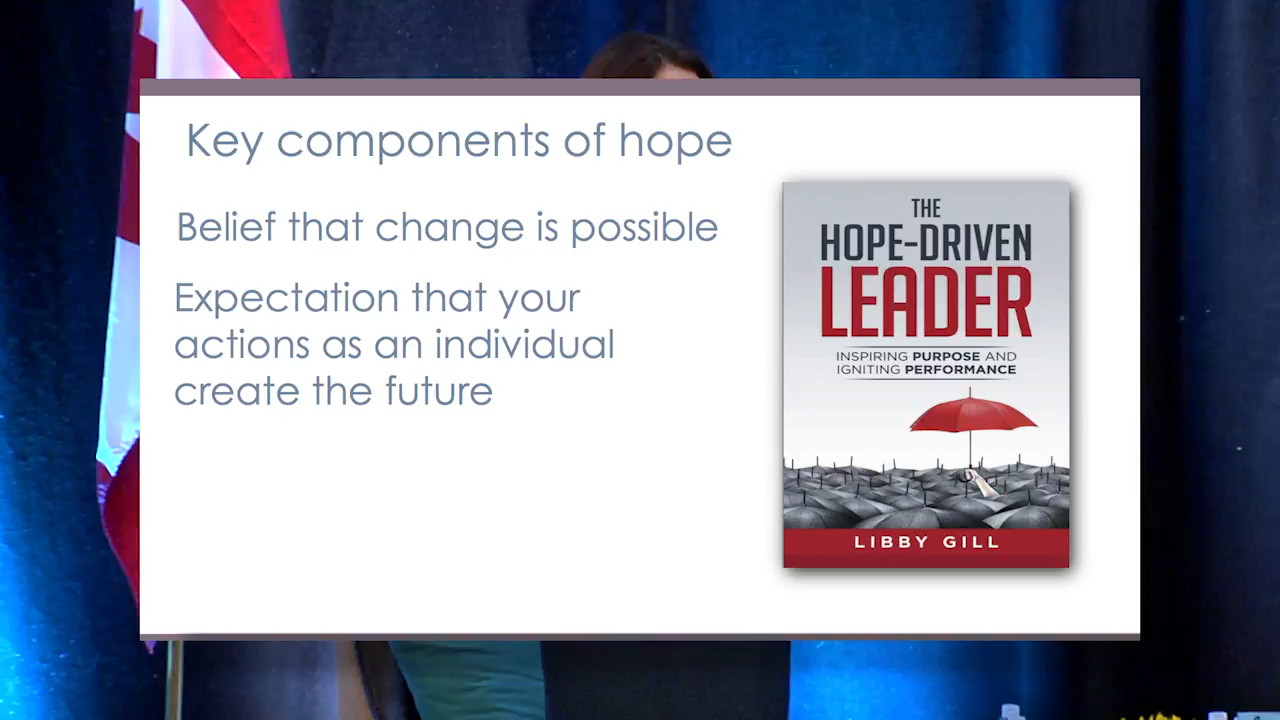 Key components of hope
Belief that change is possible
Expectation that your
actions as an individual
create the future
THE
HOPE-DRIVEN
LEADER
INSPIRING PURPOSE AND
IGNITING PERFORMANCE
LIBBY GILL